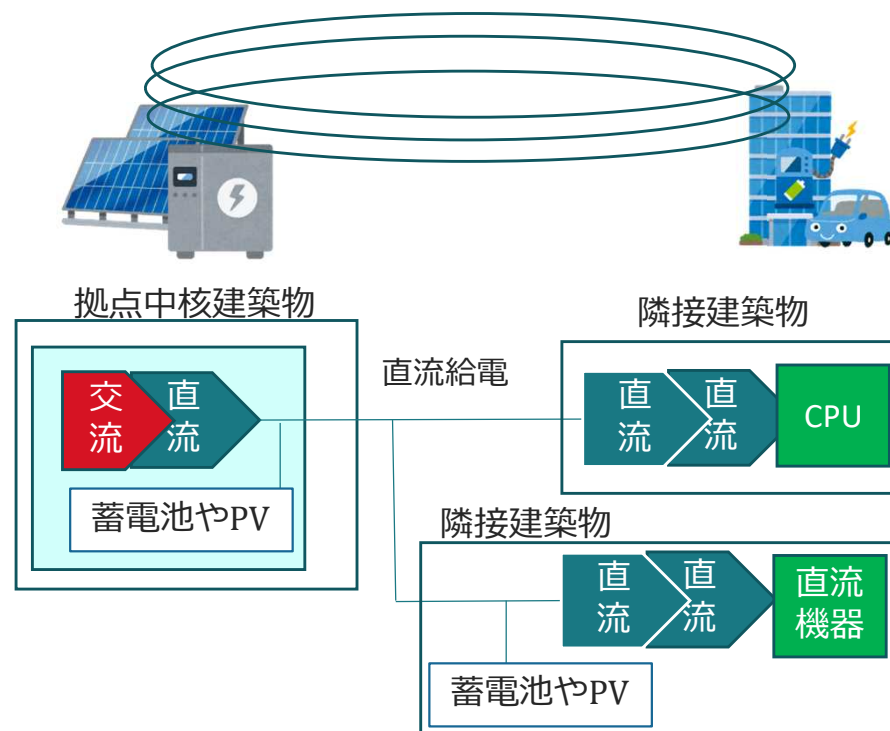 拠点中核建築物
隣接建築物
直流給電
交流
直流
直流
直流
CPU
蓄電池やPV
隣接建築物
直流
直流
直流
機器
蓄電池やPV